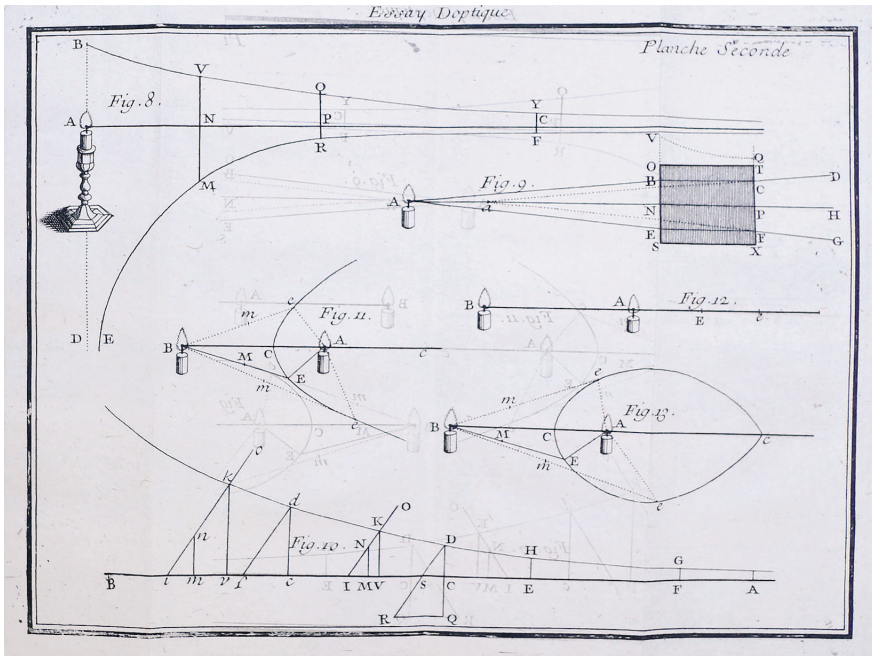 Essay Doptique
Planche Seconde
B
V
Fig. 8.
O
Y
A
N
P
C
R
F
M
D
E
V
Q
O
T
B
C
D
Fig. 9.
A
a
N
P
H
E
F
G
S
X
e
m
Fig. 11.
B
C
A
c
M
E
m
e
B
A
Fig. 12.
E
e
e
m
Fig. 13.
B
M
C
A
c
E
m
e
o
k
d
O
K
n
Fig. 10.
N
D
H
G
B
i
m
v
f
c
I
M
V
S
C
E
F
A
R
Q